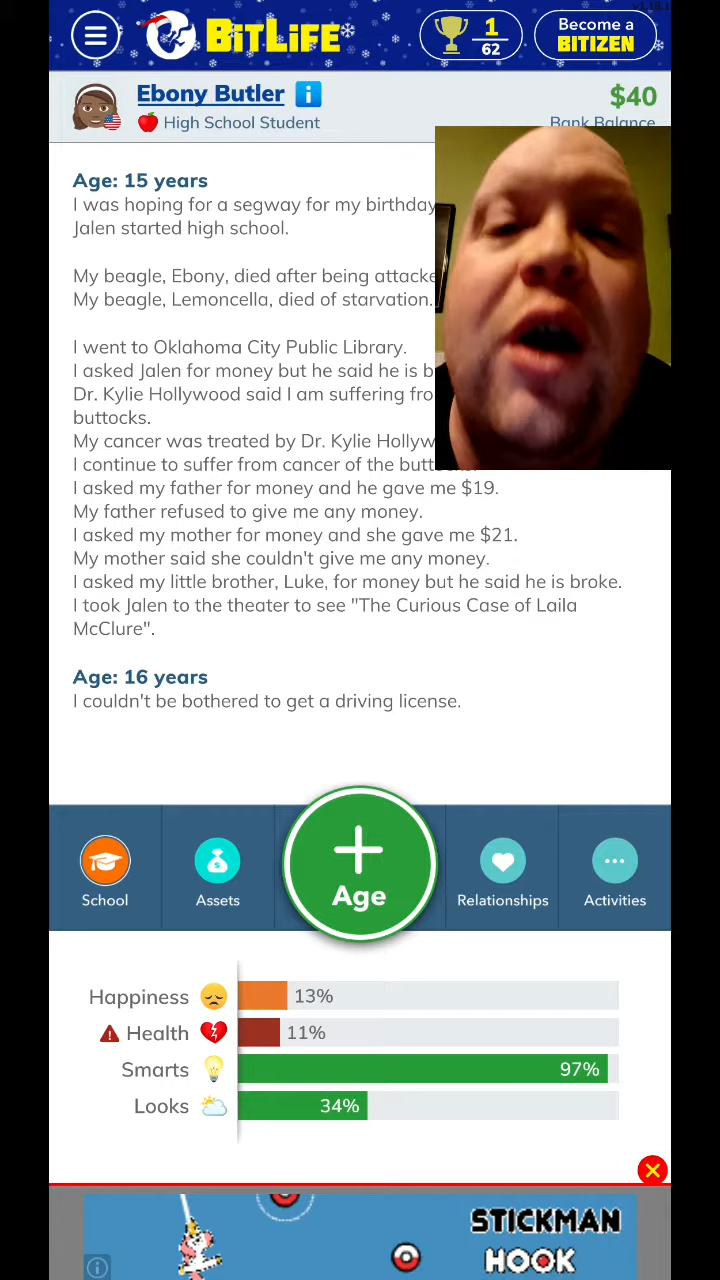 v1.18.1
BITLIFE
1
62
Become a
BITIZEN
Ebony Butler
i
$40
High School Student
Bank Balance
Age: 15 years
I was hoping for a segway for my birthday
Jalen started high school.
My beagle, Ebony, died after being attacke
My beagle, Lemoncella, died of starvation.
I went to Oklahoma City Public Library.
I asked Jalen for money but he said he is b
Dr. Kylie Hollywood said I am suffering fro
buttocks.
My cancer was treated by Dr. Kylie Hollyw
I continue to suffer from cancer of the buttocks.
I asked my father for money and he gave me $19.
My father refused to give me any money.
I asked my mother for money and she gave me $21.
My mother said she couldn't give me any money.
I asked my little brother, Luke, for money but he said he is broke.
I took Jalen to the theater to see "The Curious Case of Laila
McClure".
Age: 16 years
I couldn't be bothered to get a driving license.
+
Age
School
Assets
Relationships
Activities
Happiness 13%
Health 11%
Smarts 97%
Looks 34%
STICKMAN
HOOK